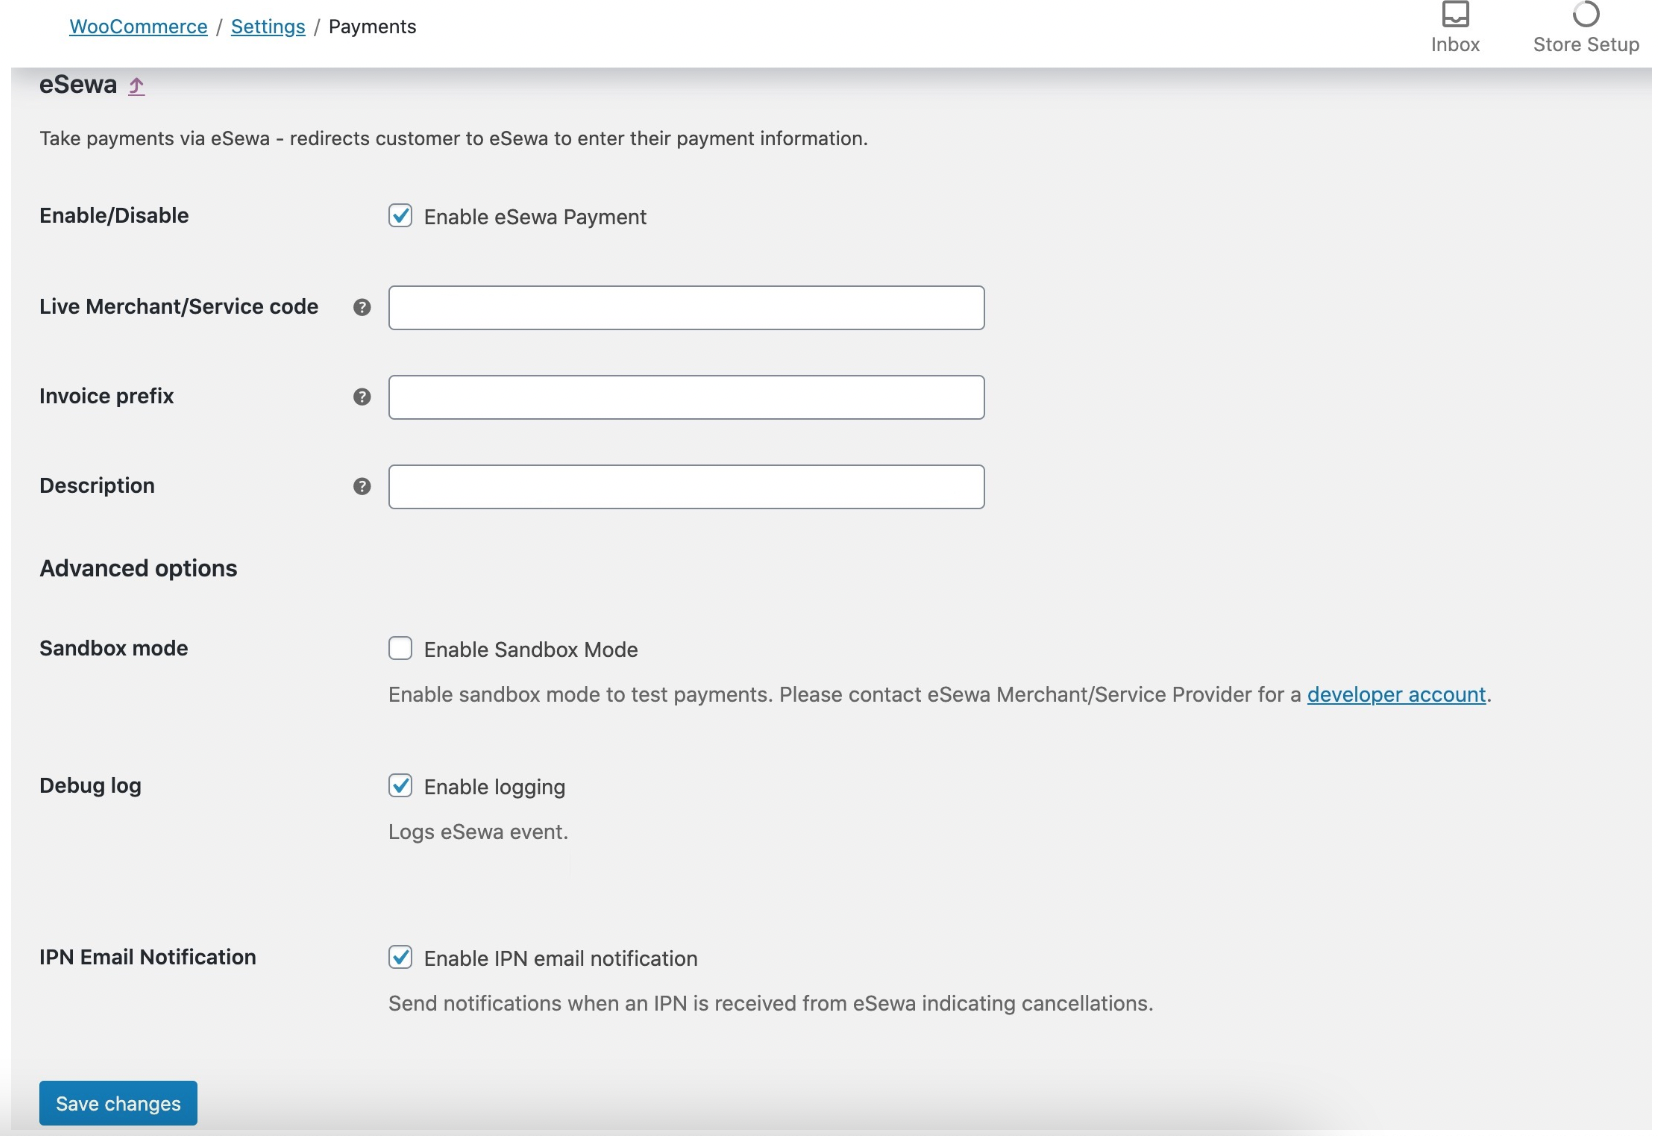 WooCommerce / Settings / Payments
Inbox
Store Setup
eSewa
Take payments via eSewa - redirects customer to eSewa to enter their payment information.
Enable/Disable
Enable eSewa Payment
Live Merchant/Service code
Invoice prefix
Description
Advanced options
Sandbox mode
Enable Sandbox Mode
Enable sandbox mode to test payments. Please contact eSewa Merchant/Service Provider for a developer account.
Debug log
Enable logging
Logs eSewa event.
IPN Email Notification
Enable IPN email notification
Send notifications when an IPN is received from eSewa indicating cancellations.
Save changes